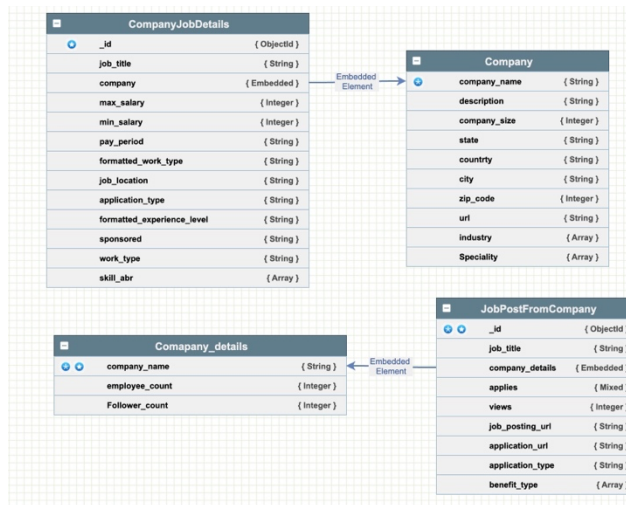 CompanyJobDetails
_id { ObjectId }
job_title { String }
company { Embedded }
max_salary { Integer }
min_salary { Integer }
pay_period { String }
formatted_work_type { String }
job_location { String }
application_type { String }
formatted_experience_level { String }
sponsored { String }
work_type { String }
skill_abr { Array }
Embedded
Element
Company
company_name { String }
description { String }
company_size { Integer }
state { String }
countrty { String }
city { String }
zip_code { Integer }
url { String }
industry { Array }
Speciality { Array }
Comapany_details
company_name { String }
employee_count { Integer }
Follower_count { Integer }
Embedded
Element
JobPostFromCompany
_id { ObjectId }
job_title { String
company_details { Embedded
applies { Mixed }
views { Integer
job_posting_url { String
application_url { String
application_type { String
benefit_type { Array }